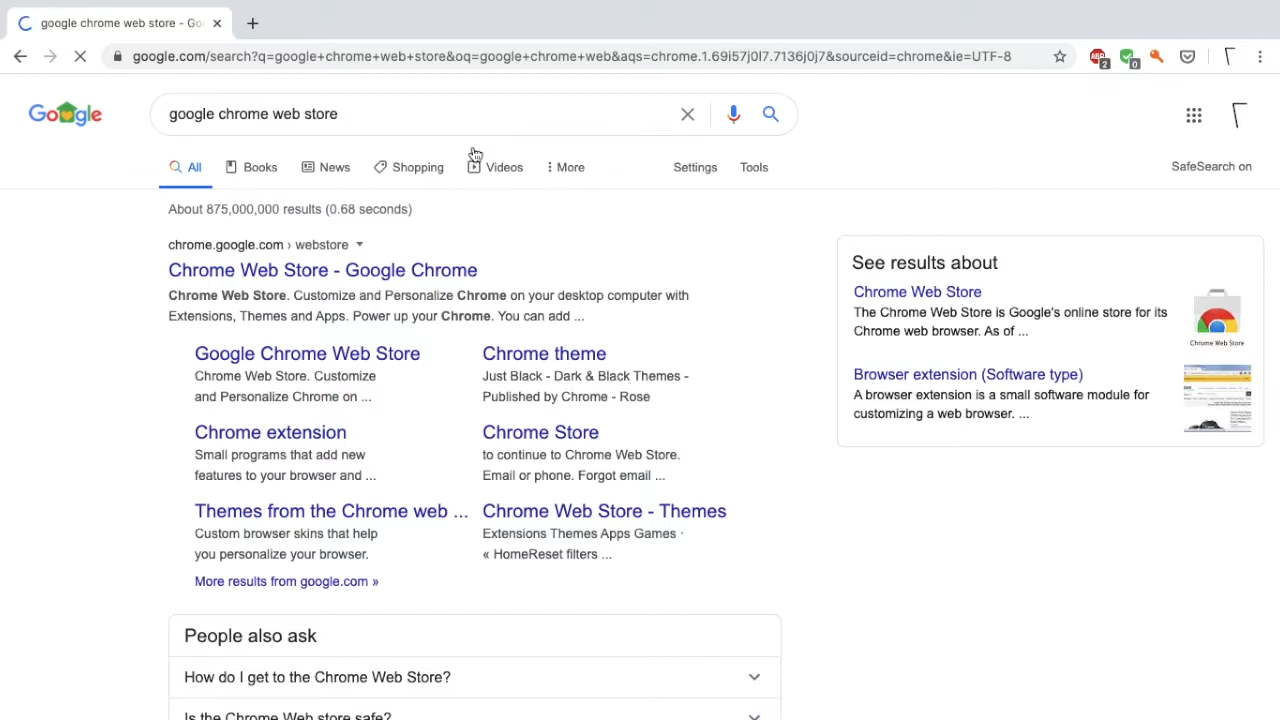 google chrome web store - Go
google.com/search?q=google+chrome+web+store&oq=google+chrome+web&aqs=chrome.1.69i57j0l7.7136j0j7&sourceid=chrome&ie=UTF-8
2
0
Google
google chrome web store
All
Books
News
Shopping
Videos
More
Settings
Tools
SafeSearch on
About 875,000,000 results (0.68 seconds)
chrome.google.com › webstore
Chrome Web Store - Google Chrome
Chrome Web Store. Customize and Personalize Chrome on your desktop computer with
Extensions, Themes and Apps. Power up your Chrome. You can add ...
Google Chrome Web Store
Chrome Web Store. Customize
and Personalize Chrome on ...
Chrome theme
Just Black - Dark & Black Themes -
Published by Chrome - Rose
Chrome extension
Small programs that add new
features to your browser and ...
Chrome Store
to continue to Chrome Web Store.
Email or phone. Forgot email ...
Themes from the Chrome web ...
Custom browser skins that help
you personalize your browser.
Chrome Web Store - Themes
Extensions Themes Apps Games ·
« HomeReset filters ...
More results from google.com »
People also ask
How do I get to the Chrome Web Store?
Is the Chrome Web store safe?
See results about
Chrome Web Store
The Chrome Web Store is Google's online store for its
Chrome web browser. As of ...
Chrome Web Store
Browser extension (Software type)
A browser extension is a small software module for
customizing a web browser. ...